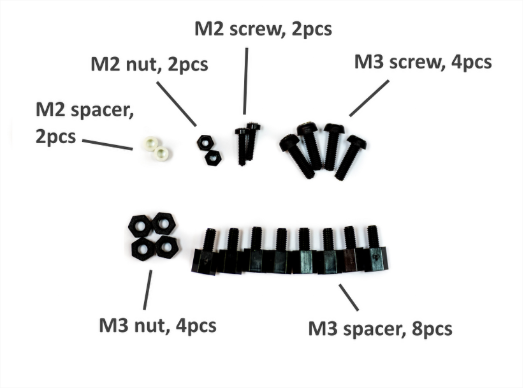 M2 screw, 2pcs
M2 nut, 2pcs
M3 screw, 4pcs
M2 spacer,
2pcs
M3 nut, 4pcs
M3 spacer, 8pcs